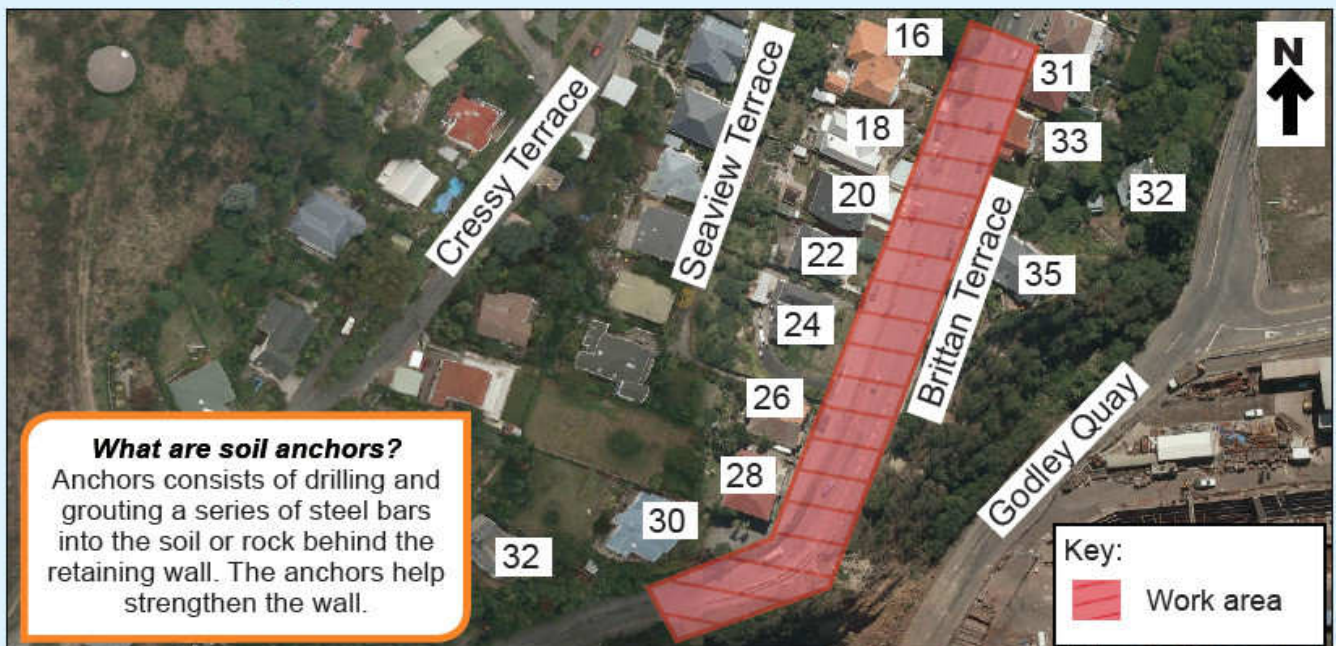 16
31
N
18
33
Cressy Terrace
Seaview Terrace
20
32
22
Brittan Terrace
35
24
26
Godley Quay
28
30
32
What are soil anchors?
Anchors consists of drilling and
grouting a series of steel bars
into the soil or rock behind the
retaining wall. The anchors help
strengthen the wall.
Key:
Work area